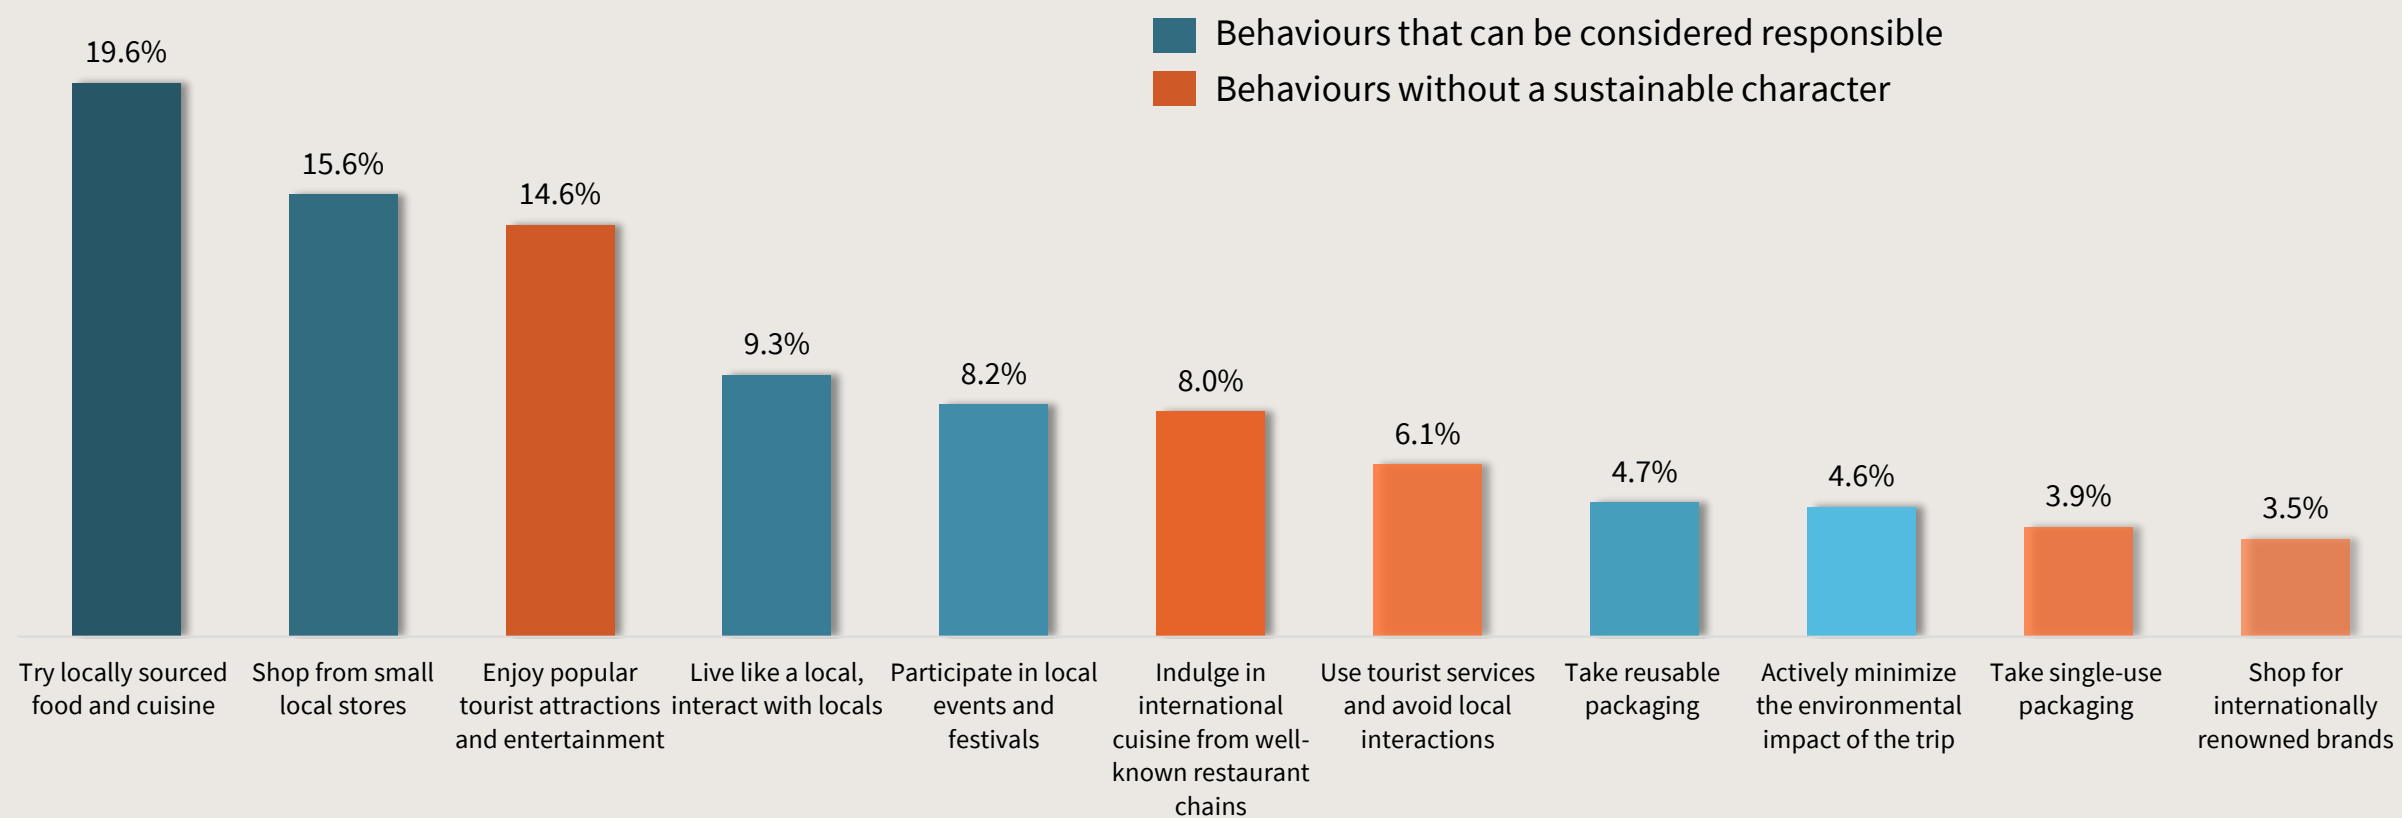 Behaviours that can be considered responsible
Behaviours without a sustainable character
19.6%
15.6%
14.6%
9.3%
8.2%
8.0%
6.1%
4.7%
4.6%
3.9%
3.5%
Try locally sourced
food and cuisine
Shop from small
local stores
Enjoy popular
tourist attractions
and entertainment
Live like a local,
interact with locals
Participate in local
events and
festivals
Indulge in
international
cuisine from well-
known restaurant
chains
Use tourist services
and avoid local
interactions
Take reusable
packaging
Actively minimize
the environmental
impact of the trip
Take single-use
packaging
Shop for
internationally
renowned brands